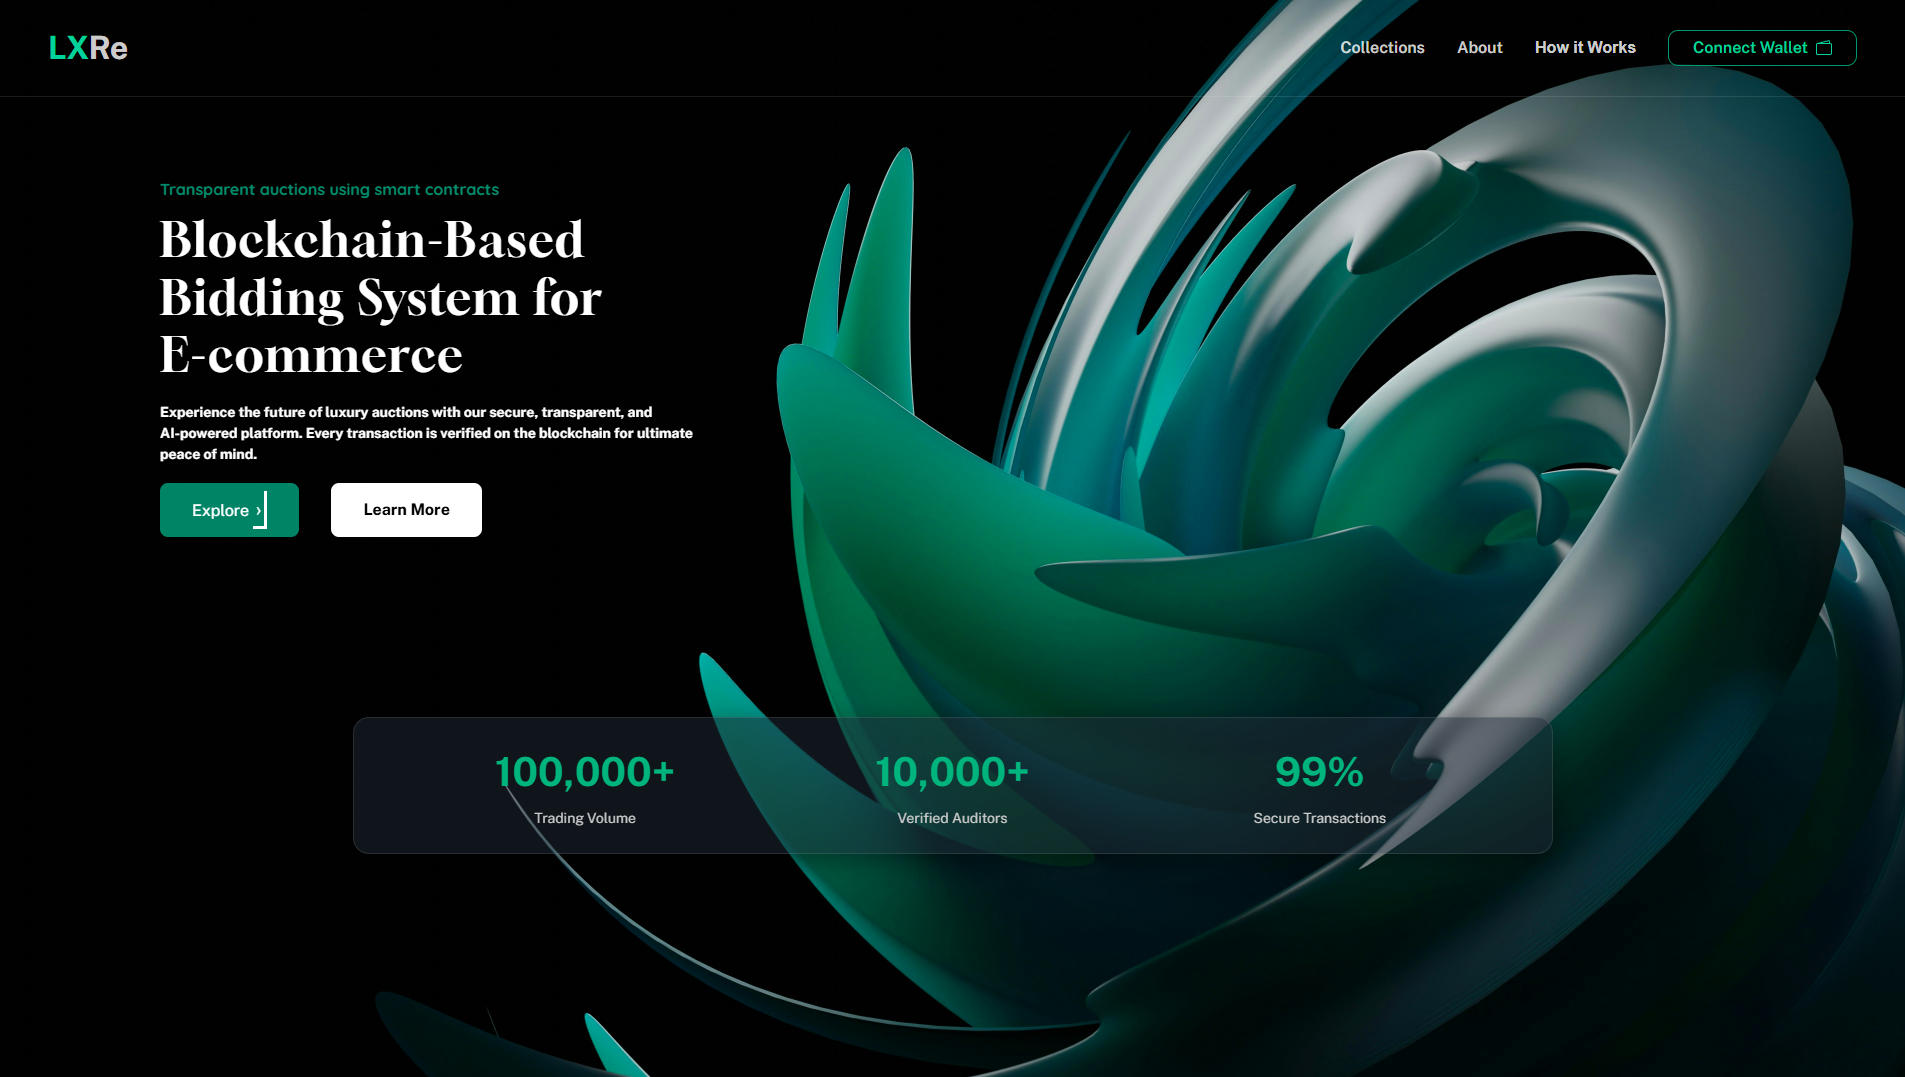 LXRe
Collections
About
How it Works
Connect Wallet
Transparent auctions using smart contracts
Blockchain-Based
Bidding System for
E-commerce
Experience the future of luxury auctions with our secure, transparent, and
AI-powered platform. Every transaction is verified on the blockchain for ultimate
peace of mind.
Explore ›
Learn More
100,000+
Trading Volume
10,000+
Verified Auditors
99%
Secure Transactions